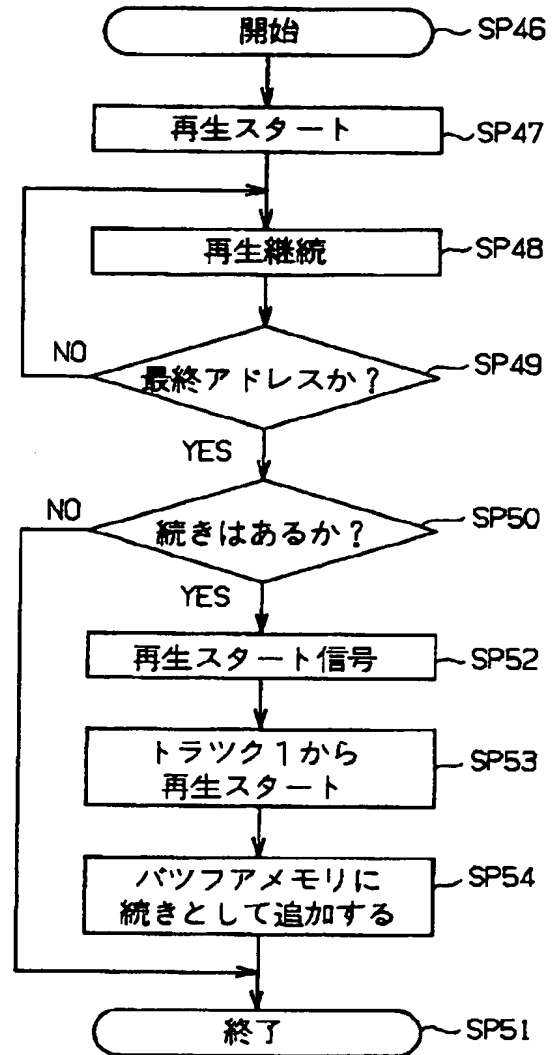 開始 SP46
再生スタート SP47
再生継続 SP48
NO
最終アドレスか? SP49
YES
NO
続きはあるか? SP50
YES
再生スタート信号 SP52
トラツク1から
再生スタート SP53
バツフアメモリに
続きとして追加する SP54
終了 SP51